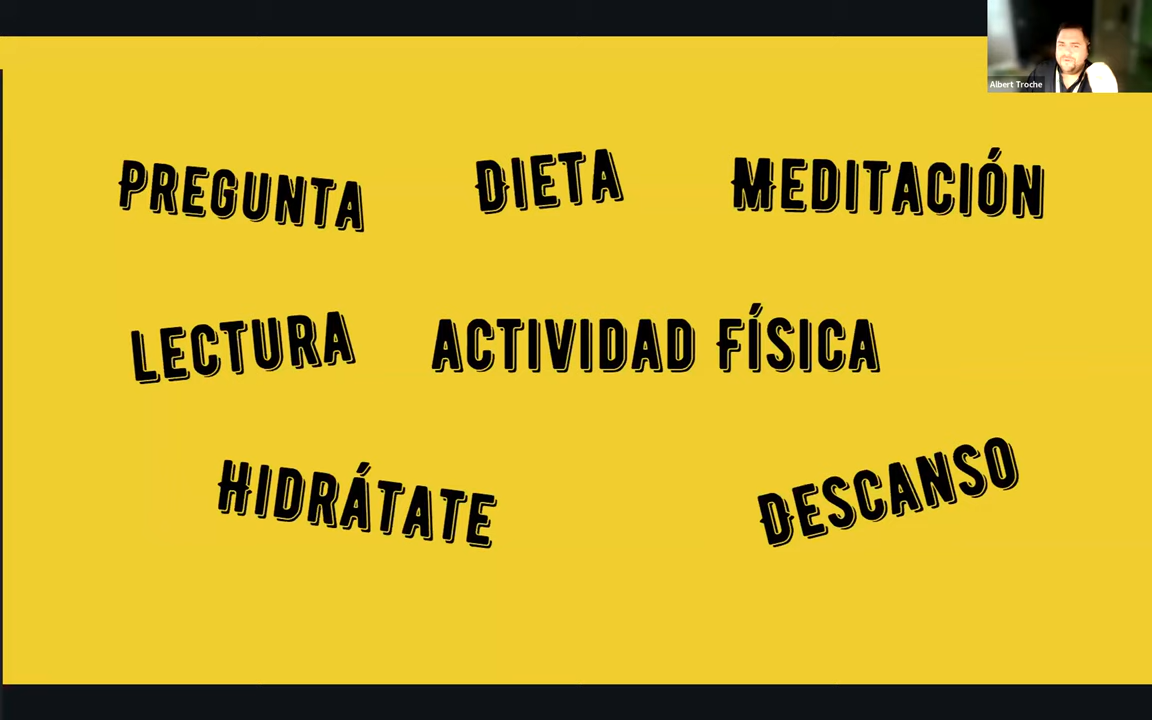 Albert Troche
PREGUNTA
DIETA
MEDITACIÓN
LECTURA
ACTIVIDAD FÍSICA
HIDRÁTATE
DESCANSO